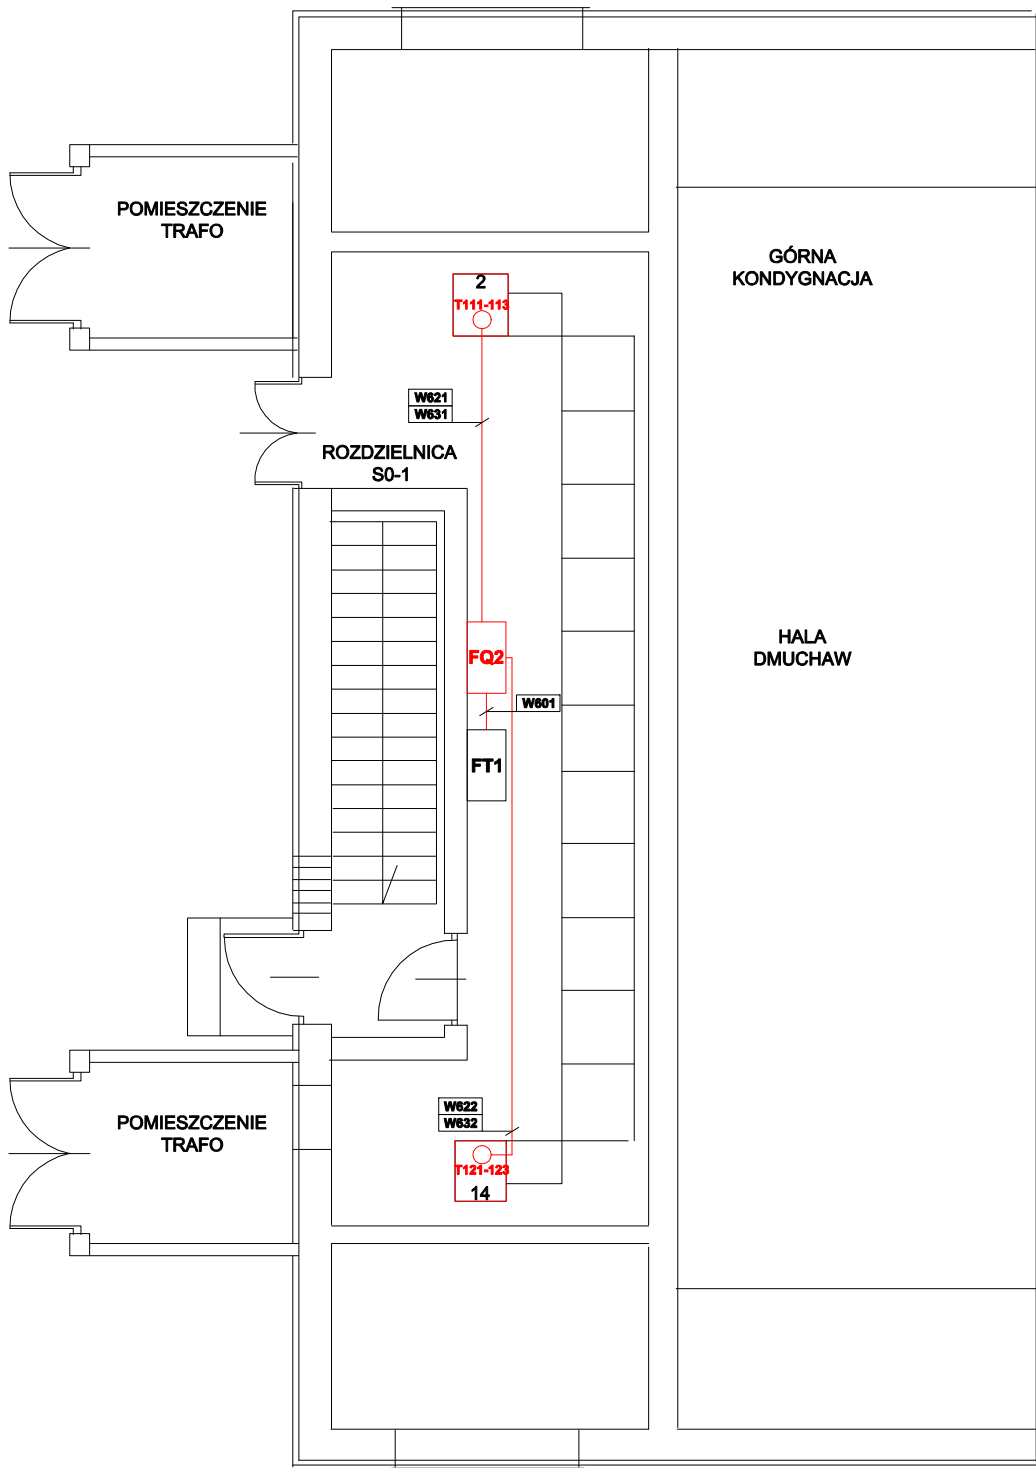 POMIESZCZENIE
TRAFO
GÓRNA
KONDYGNACJA
2
T111-113
W621
W631
ROZDZIELNICA
S0-1
FQ2
HALA
DMUCHAW
W601
FT1
W622
W632
POMIESZCZENIE
TRAFO
T121-123
14